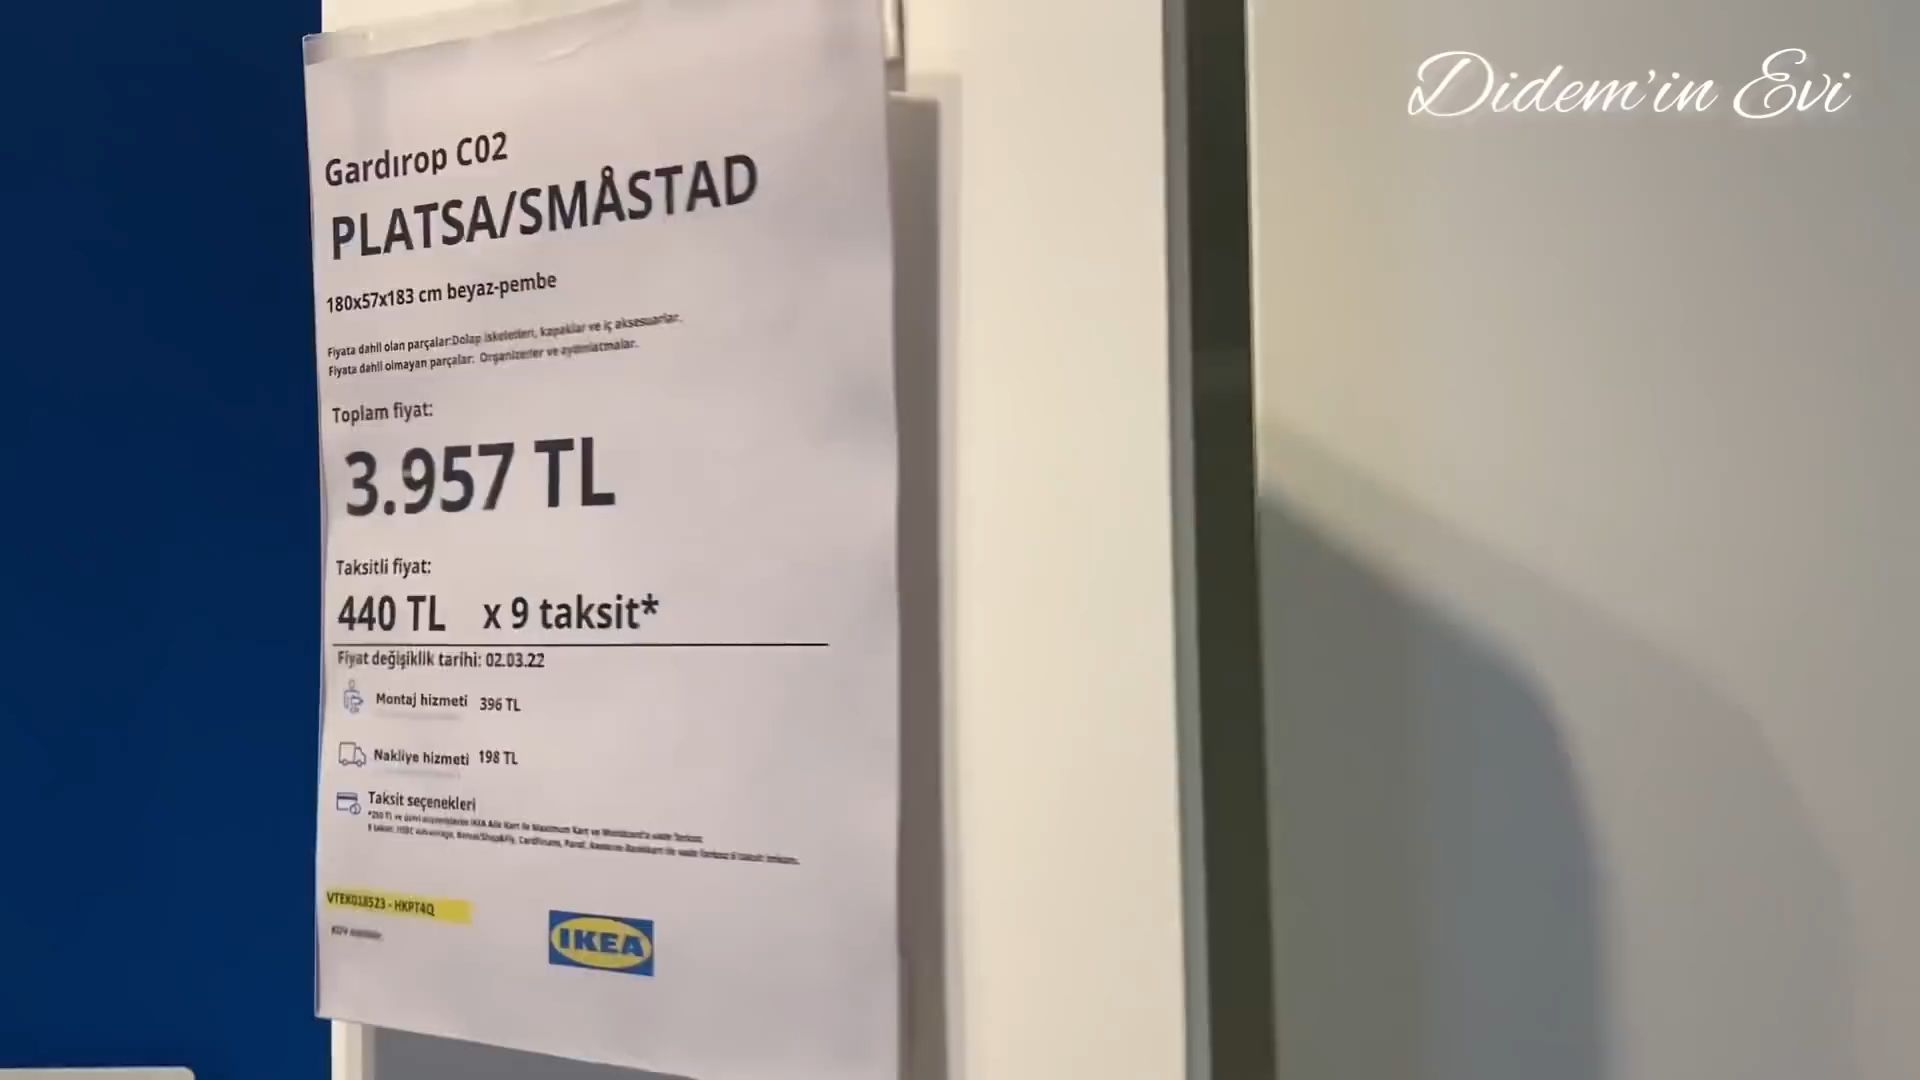 Didem'in Evi
Gardırop C02
PLATSA/SMÅSTAD
180x57x183 cm beyaz-pembe
Fiyata dahil olan parçalar:Dolap iskeletleri, kapaklar ve iç aksesuarlar.
Fiyata dahil olmayan parçalar: Organizerler ve aydınlatmalar.
Toplam fiyat:
3.957 TL
Taksitli fiyat:
440 TL x 9 taksit*
Fiyat değişiklik tarihi: 02.03.22
Montaj hizmeti 396 TL
Nakliye hizmeti 198 TL
Taksit seçenekleri
VTEK018523 - HKPT4Q
IKEA